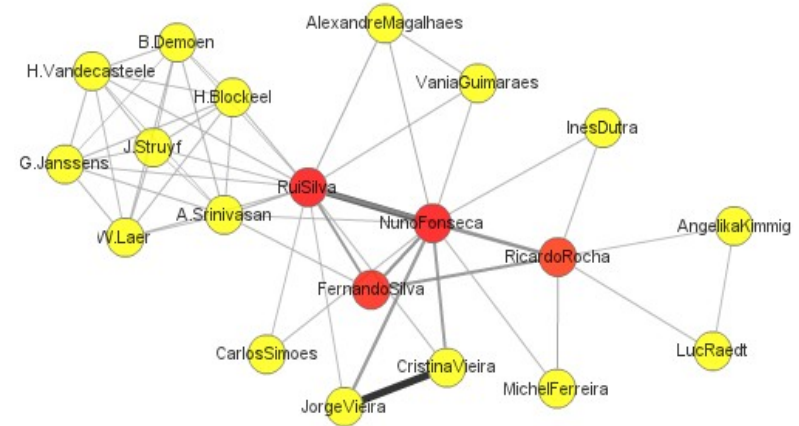 AlexandreMagalhaes
B.Demoen
H.Vandecasteele
VaniaGuimaraes
H.Blockeel
InesDutra
J.Struyf
G.Janssens
RuiSilva
A.Srinivasan
NunoFonseca
AngelikaKimmig
W.Laer
RicardoRocha
FernandoSilva
CarlosSimoes
LucRaedt
CristinaVieira
MichelFerreira
JorgeVieira